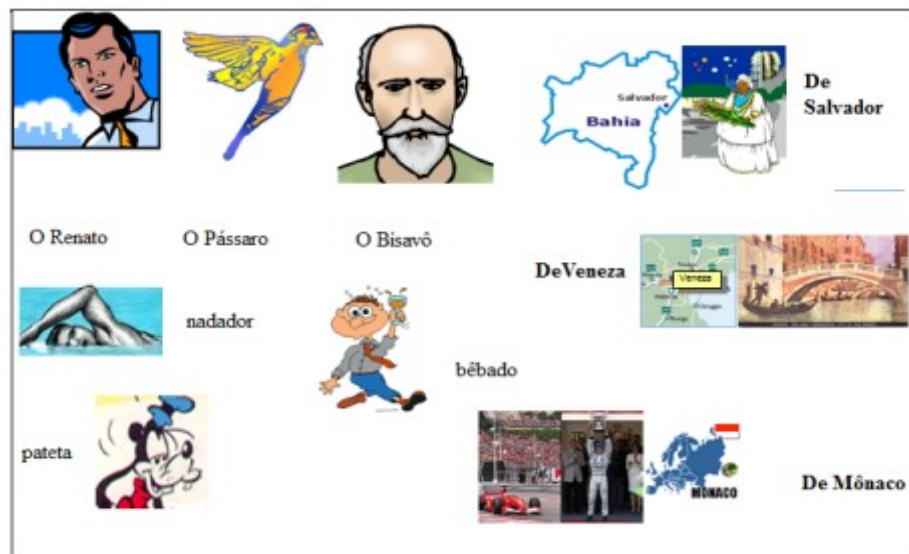 De
Salvador
Salvador
Bahia
O Renato
O Pássaro
O Bisavô
DeVeneza
Veneza
nadador
bêbado
pateta
MÔNACO
De Mônaco